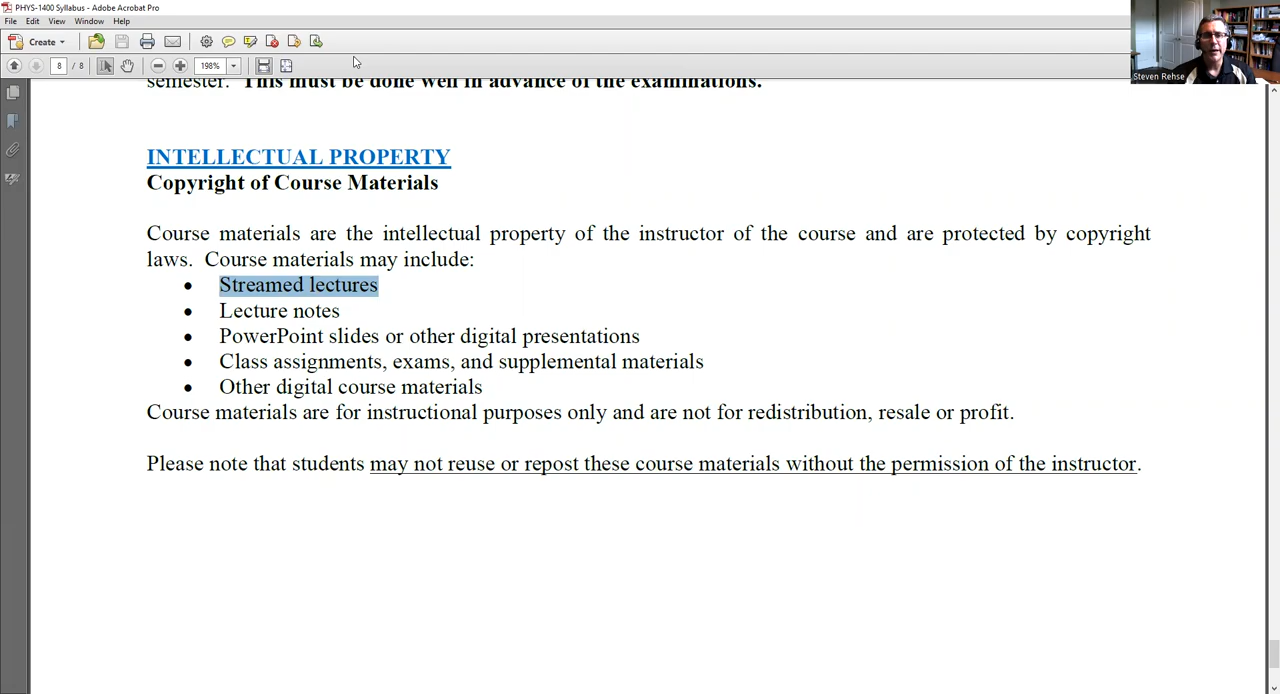 PHYS-1400 Syllabus - Adobe Acrobat Pro
File Edit View Window Help
Create
8 / 8 198%
Steven Rehse
semester. This must be done well in advance of the examinations.
INTELLECTUAL PROPERTY
Copyright of Course Materials
Course materials are the intellectual property of the instructor of the course and are protected by copyright
laws. Course materials may include:
• Streamed lectures
• Lecture notes
• PowerPoint slides or other digital presentations
• Class assignments, exams, and supplemental materials
• Other digital course materials
Course materials are for instructional purposes only and are not for redistribution, resale or profit.
Please note that students may not reuse or repost these course materials without the permission of the instructor.